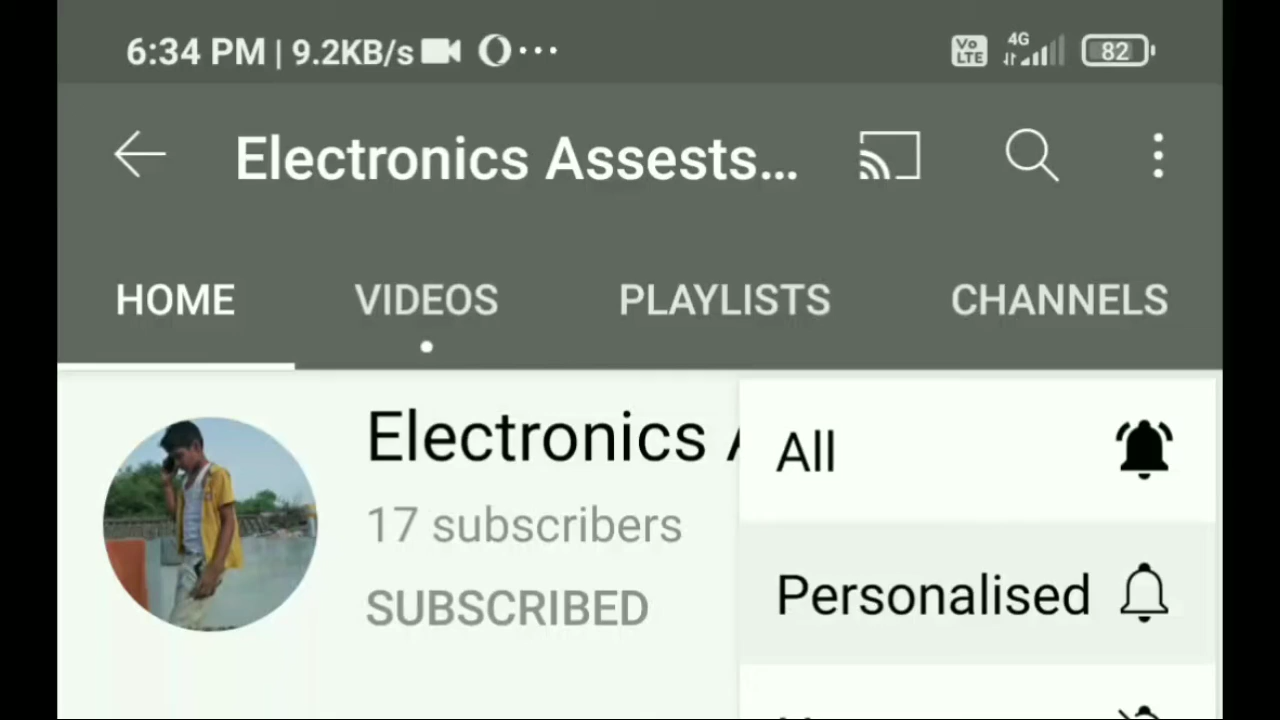 6:34 PM | 9.2KB/s ... Vo LTE 4G 82
Electronics Assests...
HOME VIDEOS PLAYLISTS CHANNELS
Electronics
17 subscribers
SUBSCRIBED
All
Personalised